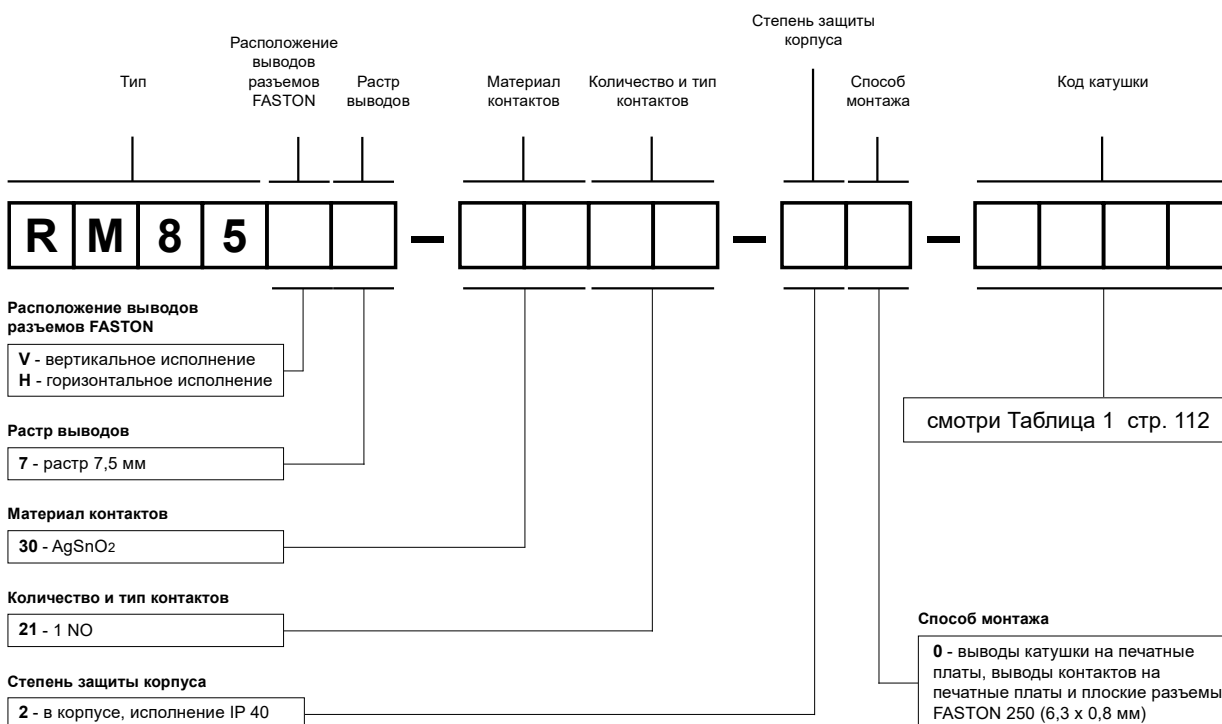 Степень защиты
корпуса
Расположение
выводов
разъемов
FASTON
Тип
Растр
выводов
Материал
контактов
Количество и тип
контактов
Способ
монтажа
Код катушки
R M 8 5 – – –
Расположение выводов
разъемов FASTON
V - вертикальное исполнение
H - горизонтальное исполнение
смотри Таблица 1 стр. 112
Растр выводов
7 - растр 7,5 мм
Материал контактов
30 - AgSnO2
Количество и тип контактов
21 - 1 NO
Степень защиты корпуса
2 - в корпусе, исполнение IP 40
Способ монтажа
0 - выводы катушки на печатные
платы, выводы контактов на
печатные платы и плоские разъемы
FASTON 250 (6,3 x 0,8 мм)